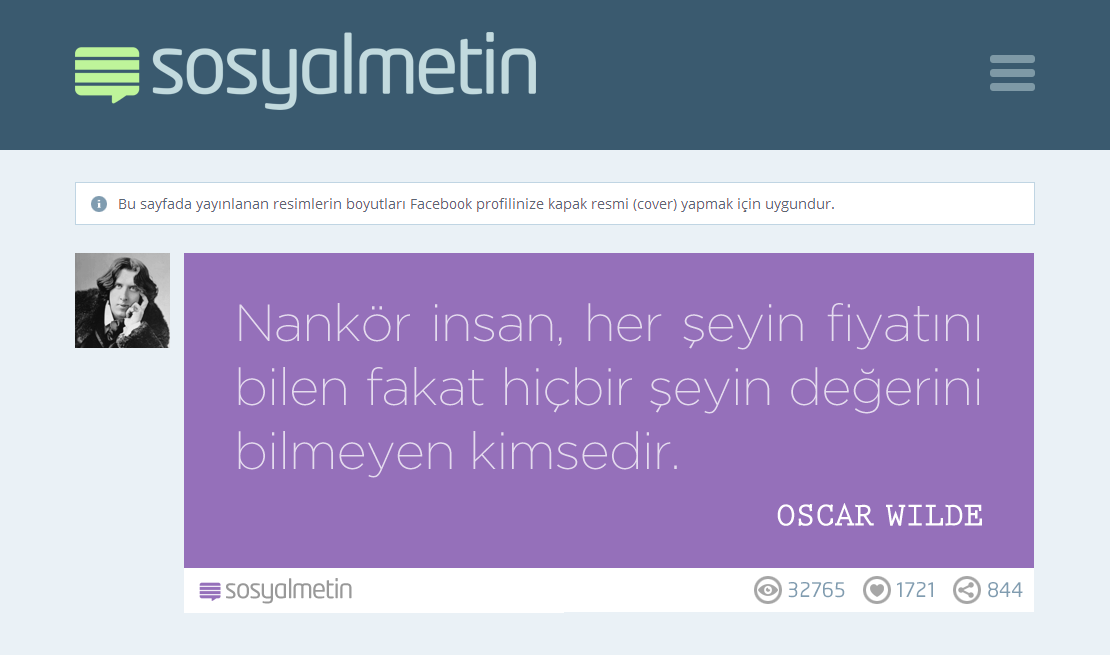 sosyalmetin
Bu sayfada yayınlanan resimlerin boyutları Facebook profilinize kapak resmi (cover) yapmak için uygundur.
Nankör insan, her şeyin fiyatını
bilen fakat hiçbir şeyin değerini
bilmeyen kimsedir.
OSCAR WILDE
sosyalmetin 32765 1721 844